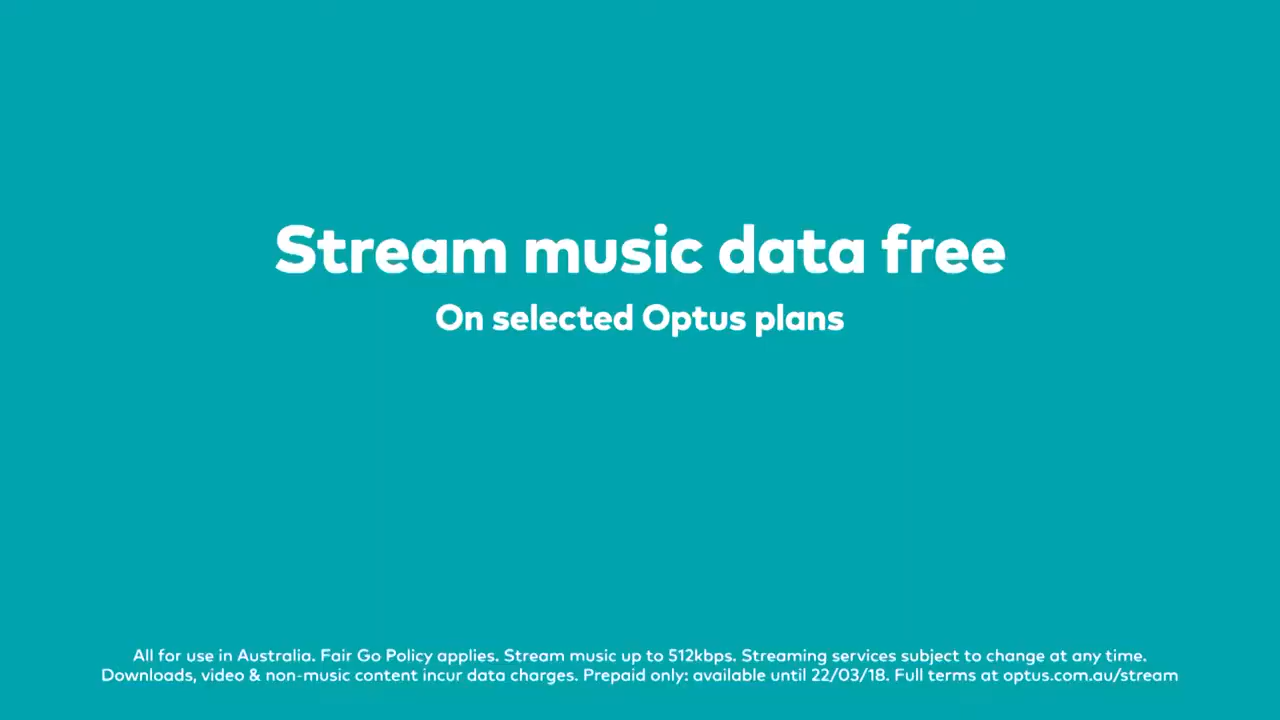 Stream music data free
On selected Optus plans
All for use in Australia. Fair Go Policy applies. Stream music up to 512kbps. Streaming services subject to change at any time.
Downloads, video & non-music content incur data charges. Prepaid only: available until 22/03/18. Full terms at optus.com.au/stream